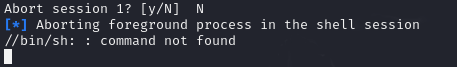 Abort session 1? [y/N]  N
[*] Aborting foreground process in the shell session
//bin/sh: : command not found